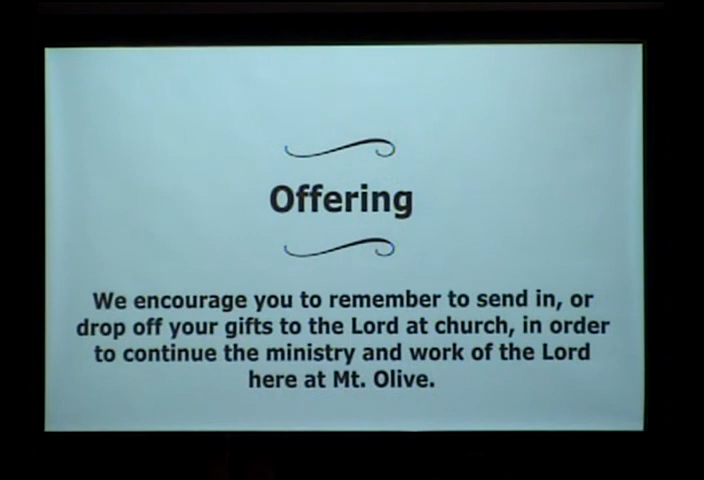 Offering
We encourage you to remember to send in, or
drop off your gifts to the Lord at church, in order
to continue the ministry and work of the Lord
here at Mt. Olive.